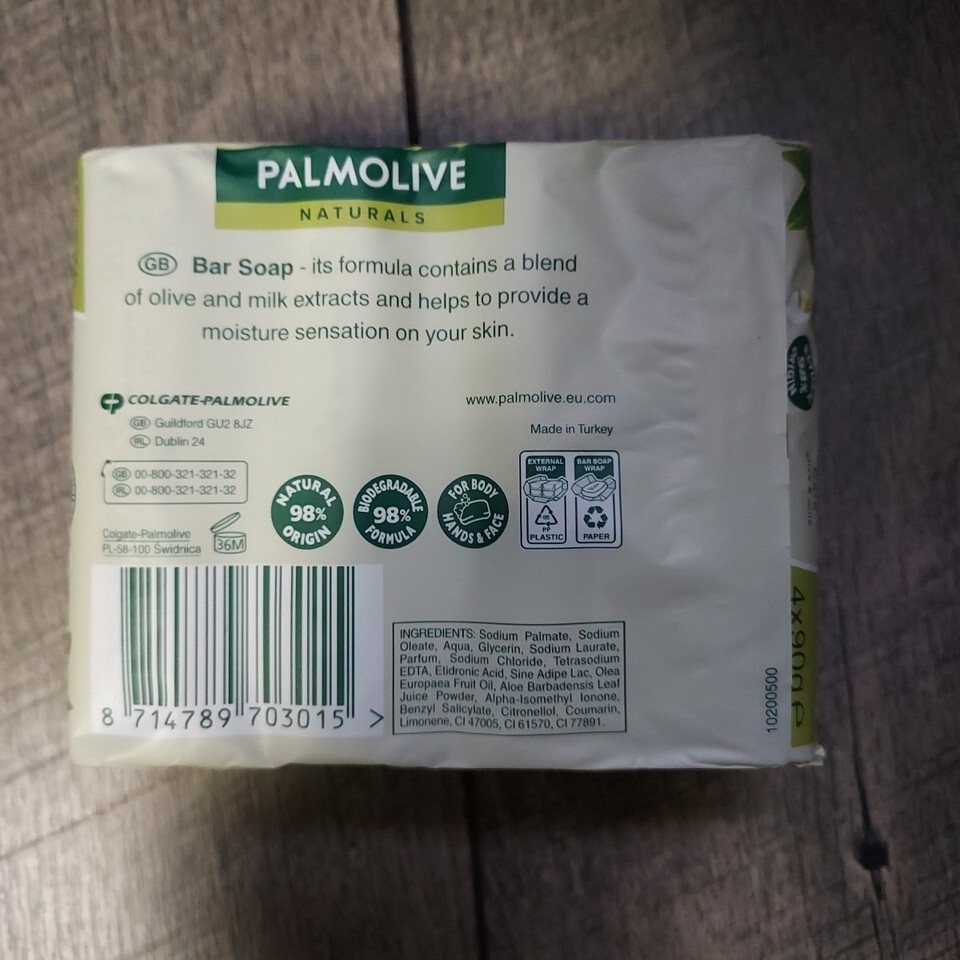 PALMOLIVE
NATURALS
GB Bar Soap - its formula contains a blend
of olive and milk extracts and helps to provide a
moisture sensation on your skin.
COLGATE-PALMOLIVE
www.palmolive.eu.com
GB Guildford GU2 8JZ
IRL Dublin 24
Made in Turkey
GB 00-800-321-321-32
IRL 00-800-321-321-32
Colgate-Palmolive
PL-58-100 Świdnica
36M
NATURAL
98%
ORIGIN
BIODEGRADABLE
98%
FORMULA
FOR BODY
HANDS & FACE
EXTERNAL
WRAP
PP
PLASTIC
BAR SOAP
WRAP
PAPER
8 714789 703015 >
INGREDIENTS: Sodium Palmate, Sodium
Oleate, Aqua, Glycerin, Sodium Laurate,
Parfum, Sodium Chloride, Tetrasodium
EDTA, Etidronic Acid, Sine Adipe Lac, Olea
Europaea Fruit Oil, Aloe Barbadensis Leaf
Juice Powder, Alpha-Isomethyl Ionone,
Benzyl Salicylate, Citronellol, Coumarin,
Limonene, CI 47005, CI 61570, CI 77891.
10200500
98%
ORIGIN
4x90g e